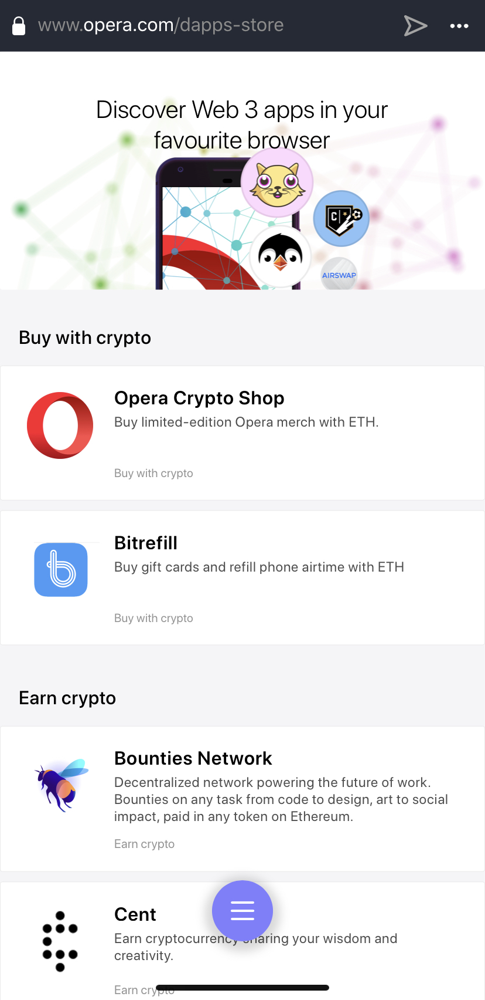 www.opera.com/dapps-store
Discover Web 3 apps in your
favourite browser
C
AIRSWAP
Buy with crypto
Opera Crypto Shop
Buy limited-edition Opera merch with ETH.
Buy with crypto
Bitrefill
Buy gift cards and refill phone airtime with ETH
Buy with crypto
Earn crypto
Bounties Network
Decentralized network powering the future of work.
Bounties on any task from code to design, art to social
impact, paid in any token on Ethereum.
Earn crypto
Cent
Earn cryptocurrency sharing your wisdom and
creativity.
Earn crypto